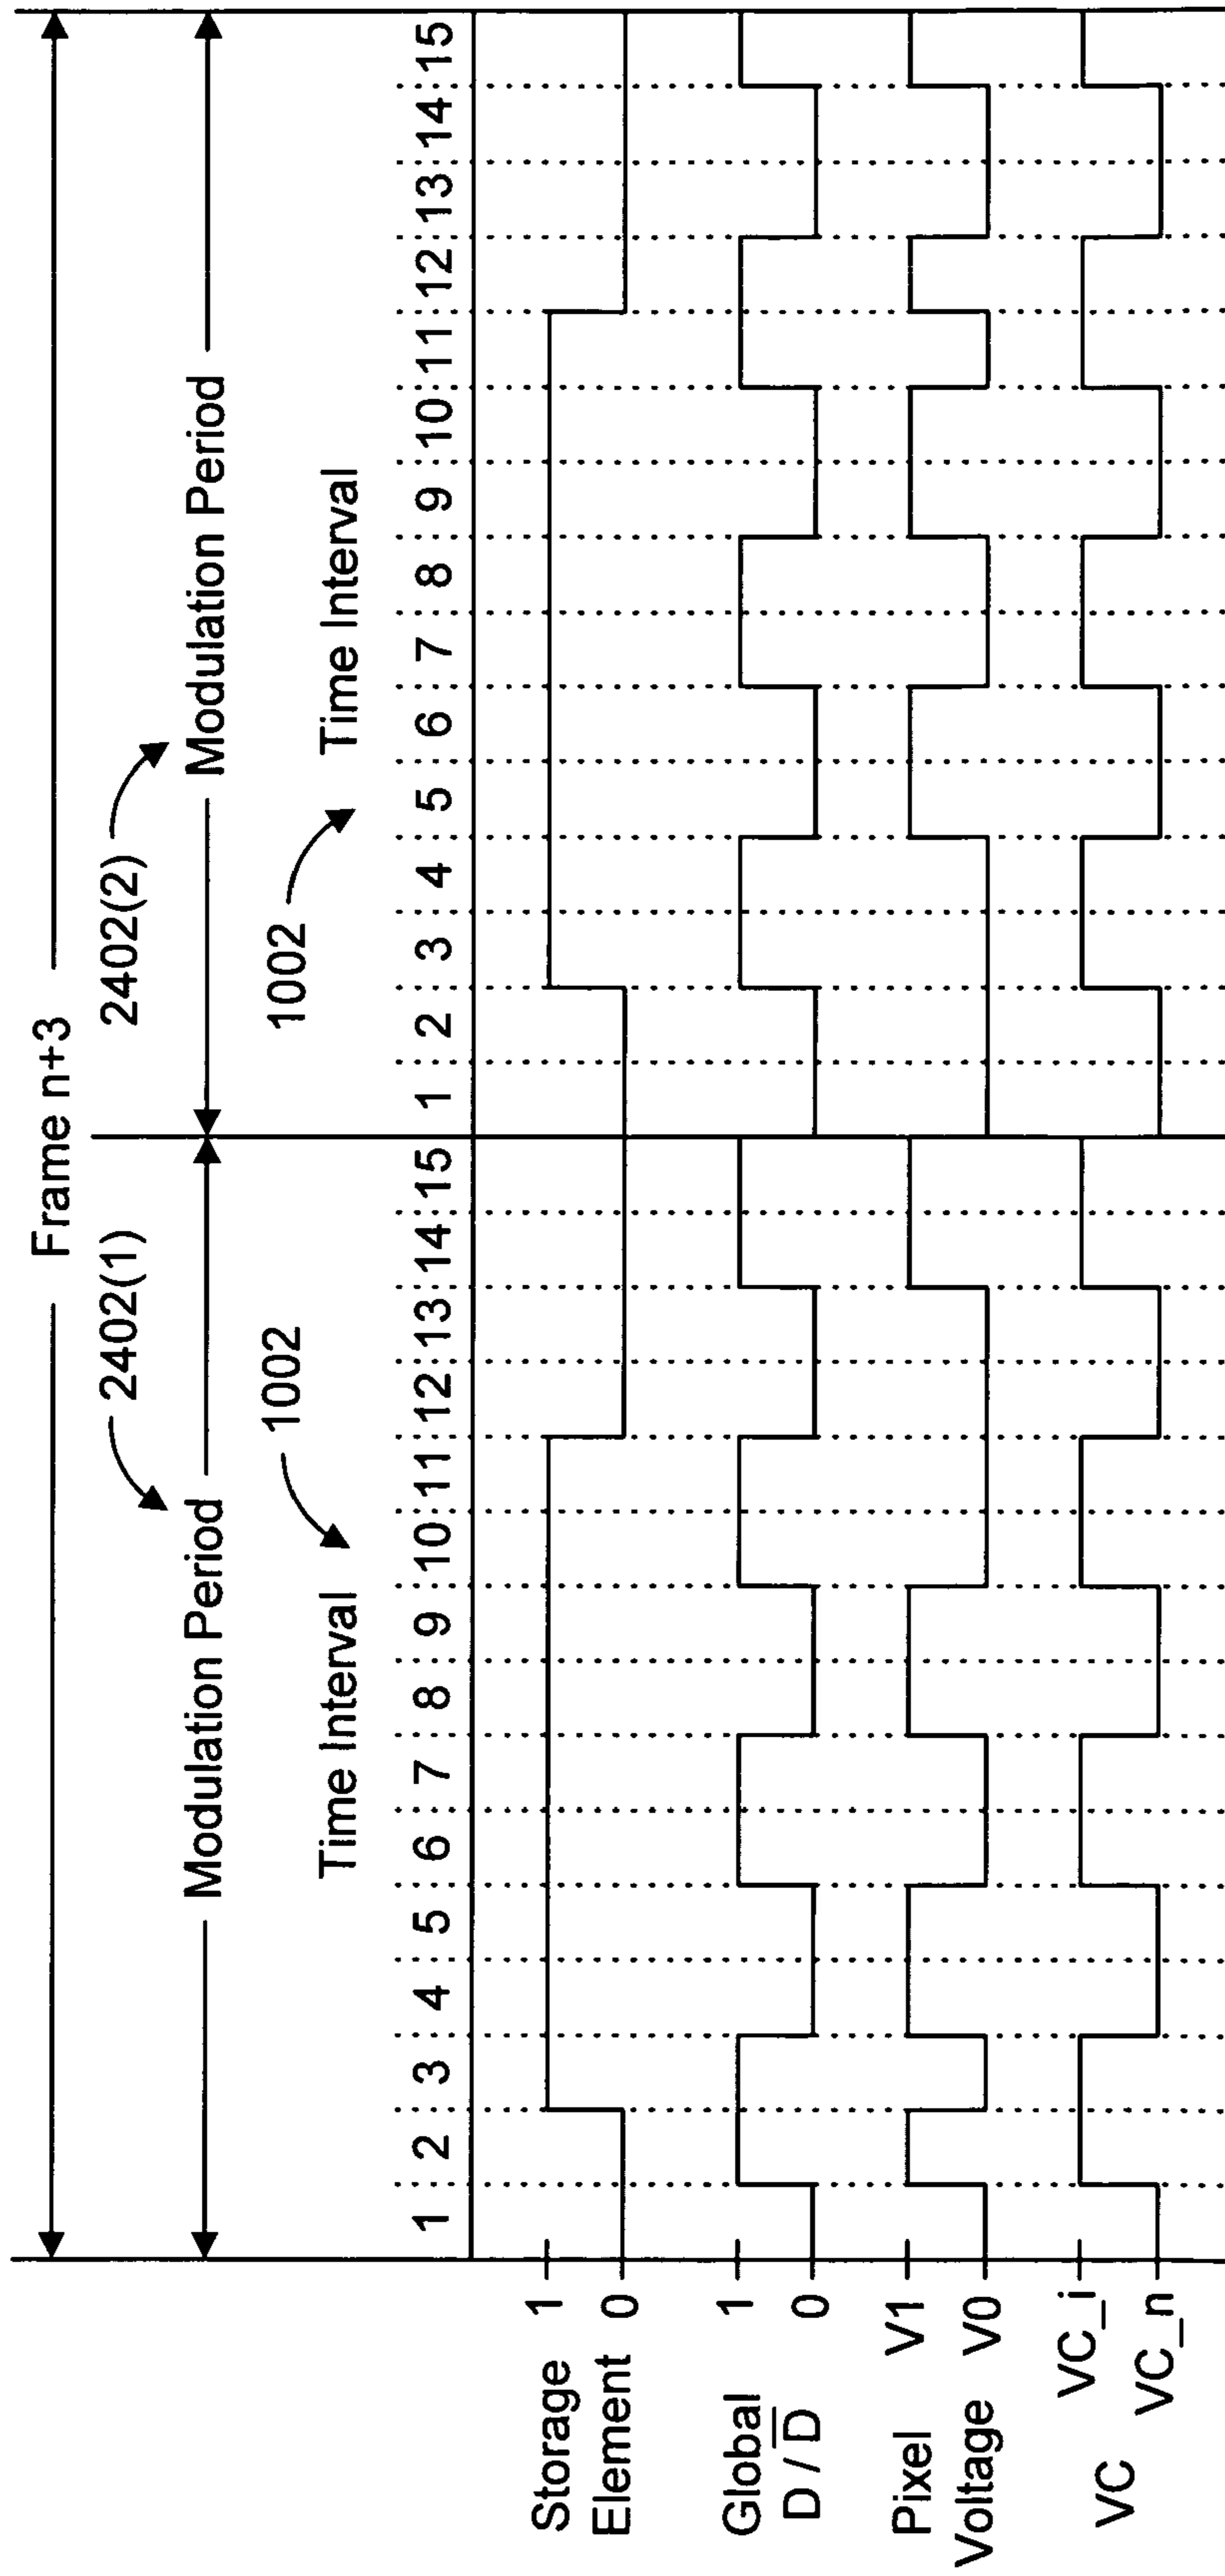 Frame n+3
2402(1)
2402(2)
Modulation Period
Modulation Period
1002
1002
Time Interval
Time Interval
1 2 3 4 5 6 7 8 9 10 11 12 13 14 15 1 2 3 4 5 6 7 8 9 10 11 12 13 14 15
Storage 1
Element 0
Global 1
D / D̅ 0
Pixel V1
Voltage V0
VC_i
VC
VC_n